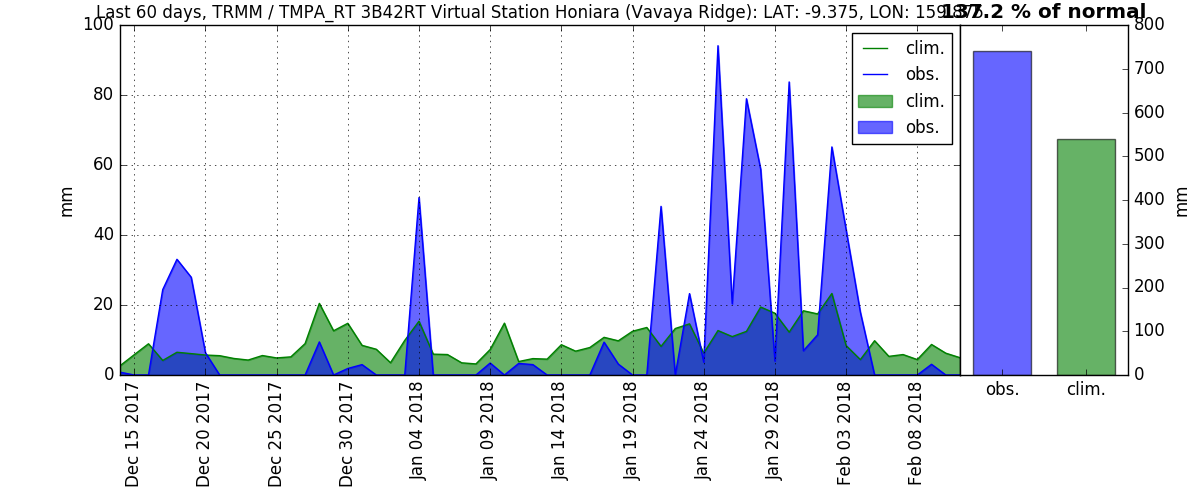 Last 60 days, TRMM / TMPA_RT 3B42RT Virtual Station Honiara (Vavaya Ridge): LAT: -9.375, LON:
137.2 % of normal
100
80
60
40
20
0
mm
clim.
obs.
clim.
obs.
Dec 15 2017
Dec 20 2017
Dec 25 2017
Dec 30 2017
Jan 04 2018
Jan 09 2018
Jan 14 2018
Jan 19 2018
Jan 24 2018
Jan 29 2018
Feb 03 2018
Feb 08 2018
800
700
600
500
400
300
200
100
0
mm
obs.
clim.